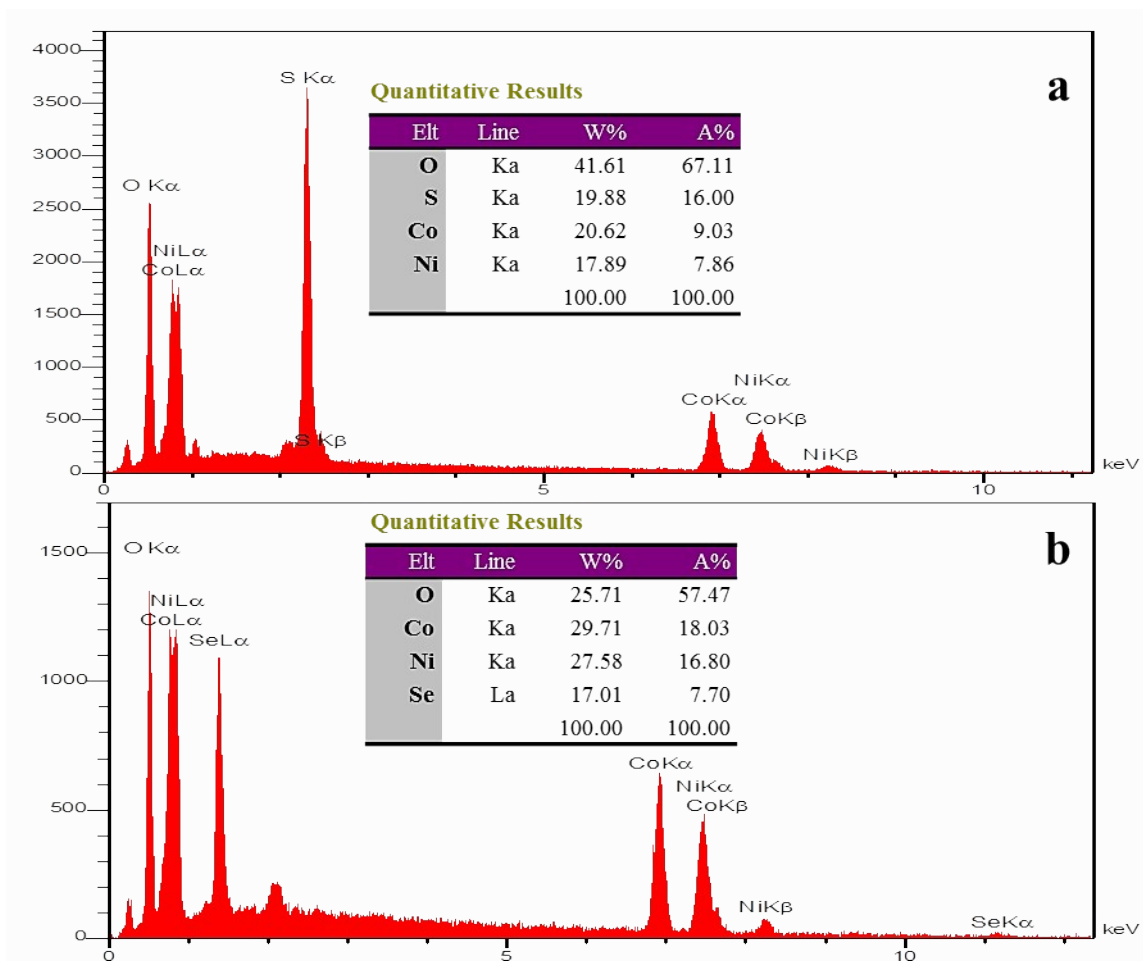 a
4000
3500
3000
2500
2000
1500
1000
500
0
S Kα
O Kα
NiLα
CoLα
S Kβ
NiKα
CoKα
CoKβ
NiKβ
0
5
10
keV
Quantitative Results
Elt Line W% A%
O Ka 41.61 67.11
S Ka 19.88 16.00
Co Ka 20.62 9.03
Ni Ka 17.89 7.86
100.00 100.00
b
1500
1000
500
0
O Kα
NiLα
CoLα
SeLα
CoKα
NiKα
CoKβ
NiKβ
SeKα
0
5
10
keV
Quantitative Results
Elt Line W% A%
O Ka 25.71 57.47
Co Ka 29.71 18.03
Ni Ka 27.58 16.80
Se La 17.01 7.70
100.00 100.00